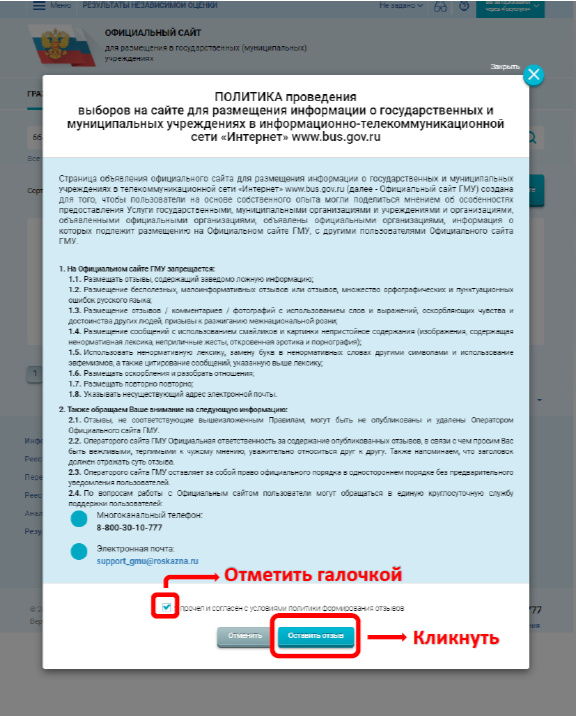 Меню РЕЗУЛЬТАТЫ НЕЗАВИСИМОЙ ОЦЕНКИ Не задано
ОФИЦИАЛЬНЫЙ САЙТ
для размещения в государственных (муниципальных)
учреждениях
Закрыть
ГРА
ПОЛИТИКА проведения
выборов на сайте для размещения информации о государственных и
муниципальных учреждениях в информационно-телекоммуникационной
сети «Интернет» www.bus.gov.ru
Все
Сорт
Страница объявления официального сайта для размещения информации о государственных и муниципальных
учреждениях в телекоммуникационной сети «Интернет» www.bus.gov.ru (далее - Официальный сайт ГМУ) создана
для того, чтобы пользователи на основе собственного опыта могли поделиться мнением об особенностях
предоставления Услуги государственными, муниципальными организациями и учреждениями и организациями,
объявленными официальными организациями, объявлены официальными организациями, информация о
которых подлежит размещению на Официальном сайте ГМУ, с другими пользователями Официального сайта
ГМУ.
1. На Официальном сайте ГМУ запрещается:
1.1. Размещать отзывы, содержащий заведомо ложную информацию;
1.2. Размещение бесполезных, малоинформативных отзывов или отзывов, множество орфографических и пунктуационных
ошибок русского языка;
1.3. Размещение отзывов / комментариев / фотографий с использованием слов и выражений, оскорбляющих чувства и
достоинства других людей, призывы к разжиганию межнациональной розни;
1.4. Размещение сообщений с использованием смайликов и картинки непристойное содержания (изображения, содержащая
ненормативная лексика, неприличные жесты, откровенная эротика и порнография);
1.5. Использовать ненормативную лексику, замену букв в ненормативных словах другими символами и использование
эвфемизмов, а также цитирование сообщений, указанную выше лексику;
1.6. Размещать оскорбления и разобрать отношения;
1.7. Размещать повторно повторно;
1.8. Указывать несуществующий адрес электронной почты.
2. Также обращаем Ваше внимание на следующую информацию:
2.1. Отзывы, не соответствующие вышеизложенным Правилам, могут быть не опубликованы и удалены Оператором
Официального сайта ГМУ.
2.2. Операторого сайта ГМУ Официальная ответственность за содержание опубликованных отзывов, в связи с чем просим Вас
быть вежливыми, терпимыми к чужому мнению, уважительно относиться друг к другу. Также напоминаем, что заголовок
должен отражать суть отзыва.
2.3. Операторого сайта ГМУ оставляет за собой право официального порядка в одностороннем порядке без предварительного
уведомления пользователей.
2.4. По вопросам работы с Официальным сайтом пользователи могут обращаться в единую круглосуточную службу
поддержки пользователей:
Многоканальный телефон:
8-800-30-10-777
Электронная почта:
support_gmu@roskazna.ru
Отметить галочкой
прочел и согласен с условиями политики формирования отзывов
Отменить Оставить отзыв Кликнуть